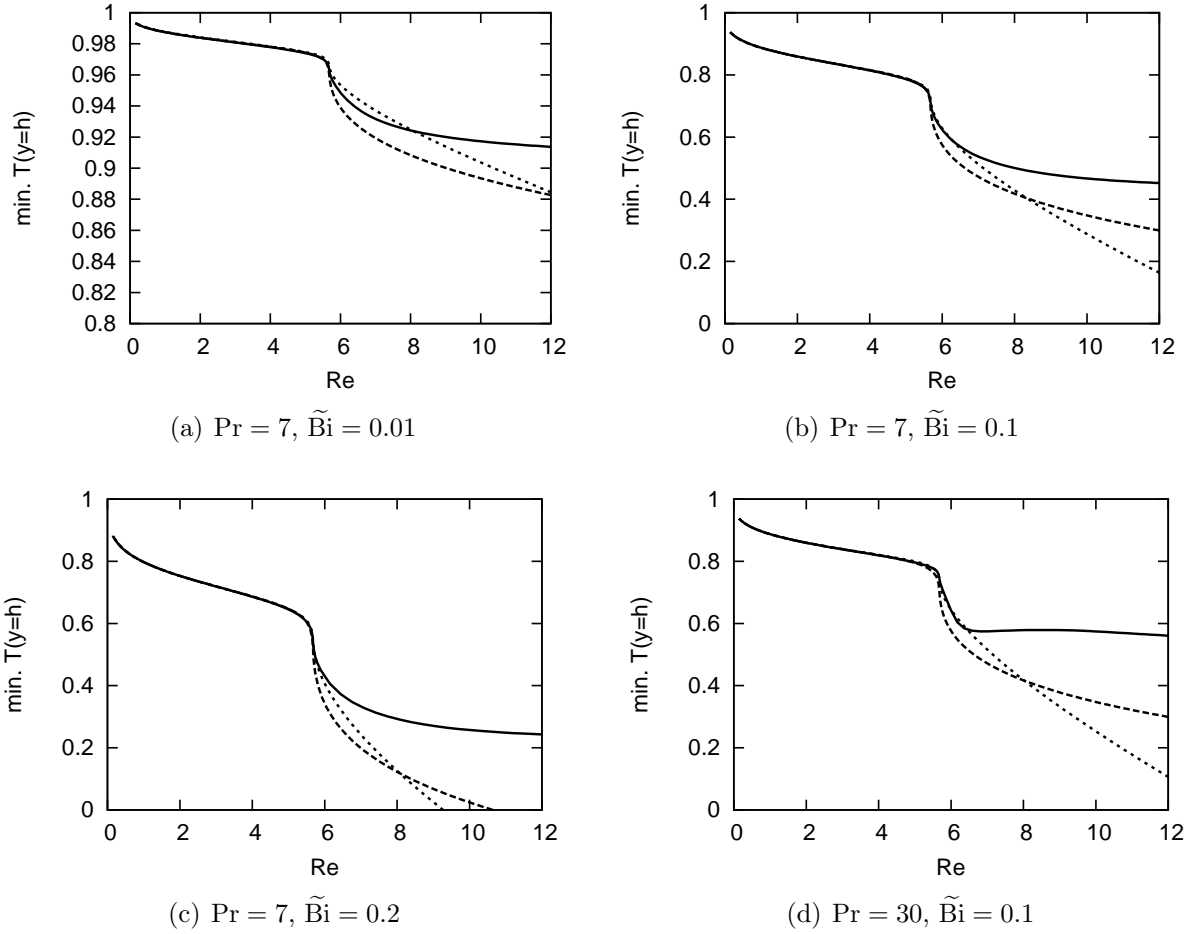 1
0.98
0.96
0.94
0.92
0.9
0.88
0.86
0.84
0.82
0.8
min. T(y=h)
0 2 4 6 8 10 12
Re
(a) Pr = 7, B̃i = 0.01
1
0.8
0.6
0.4
0.2
0
min. T(y=h)
0 2 4 6 8 10 12
Re
(b) Pr = 7, B̃i = 0.1
1
0.8
0.6
0.4
0.2
0
min. T(y=h)
0 2 4 6 8 10 12
Re
(c) Pr = 7, B̃i = 0.2
1
0.8
0.6
0.4
0.2
0
min. T(y=h)
0 2 4 6 8 10 12
Re
(d) Pr = 30, B̃i = 0.1